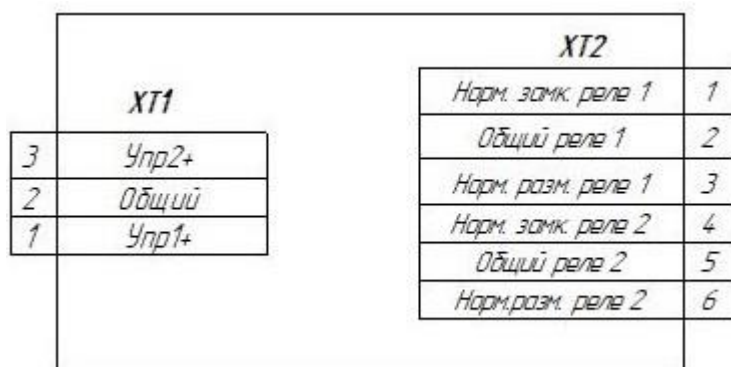 XT1
3 Упр2+
2 Общий
1 Упр1+
XT2
Норм. замк. реле 1 1
Общий реле 1 2
Норм. разм. реле 1 3
Норм. замк. реле 2 4
Общий реле 2 5
Норм.разм. реле 2 6